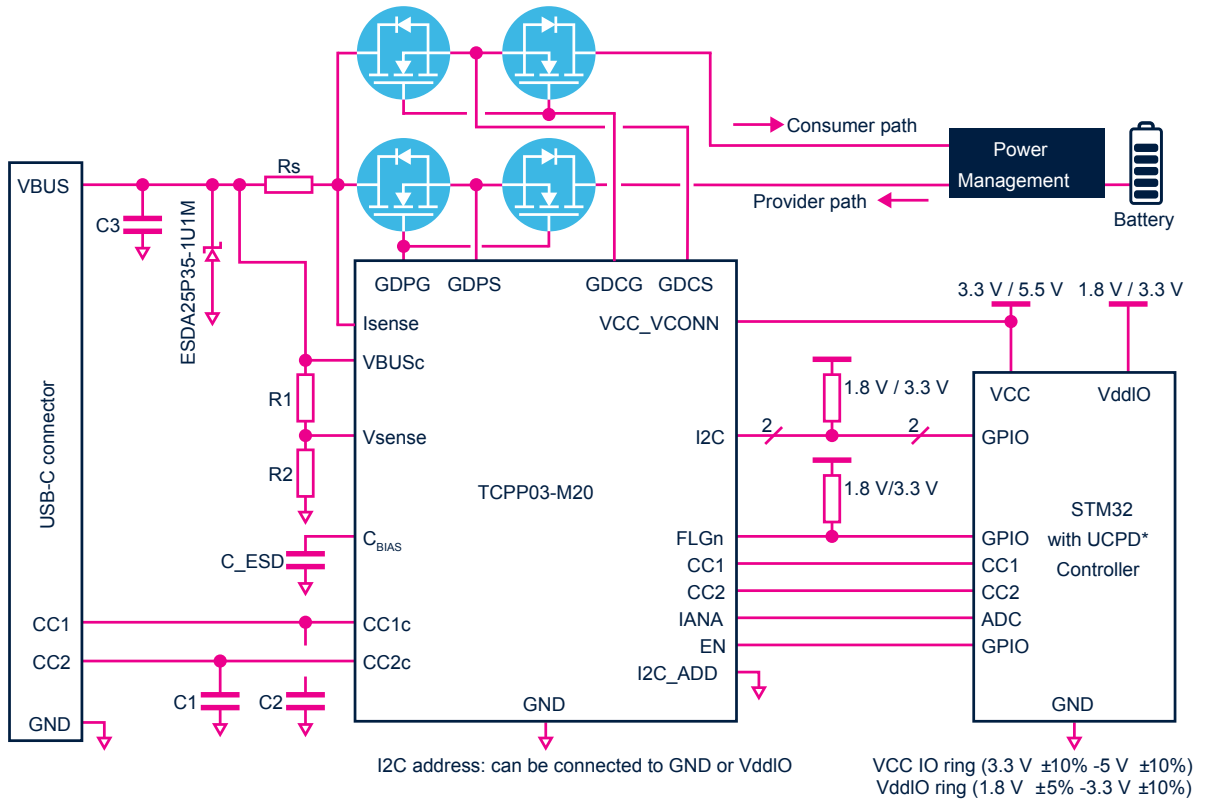 Consumer path
Power
Management
Provider path
Battery
VBUS
Rs
C3
ESDA25P35-1U1M
GDPG GDPS GDCG GDCS
3.3 V / 5.5 V 1.8 V / 3.3 V
Isense
VCC_VCONN
VBUSc
1.8 V / 3.3 V
VCC VddIO
R1
Vsense
I2C
2
2
GPIO
R2
1.8 V/3.3 V
USB-C connector
TCPP03-M20
STM32
with UCPD*
Controller
CBIAS
C_ESD
FLGn
GPIO
CC1
CC1
CC2
CC2
IANA
ADC
EN
GPIO
CC1
CC1c
CC2
CC2c
I2C_ADD
C1
C2
GND
GND
GND
I2C address: can be connected to GND or VddIO
VCC IO ring (3.3 V ±10% -5 V ±10%)
VddIO ring (1.8 V ±5% -3.3 V ±10%)